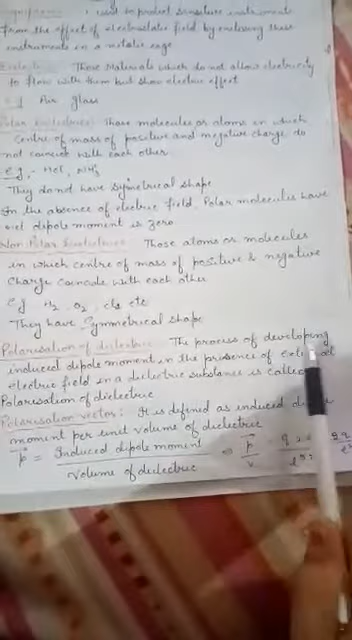 is used to protect sensitive instruments
from the effect of electrostatic field by enclosing these
instruments in a metallic cage
Those Materials which do not allow electricity
to flow with them but show electric effect
e.g Air glass
Polar Dielectrics: Those molecules or atoms in which
Centre of mass of positive and negative charge do
not coincide with each other.
e.g. HCl, NH3
They do not have symmetrical shape
In the absence of electric field, Polar molecules have
net dipole moment is zero
Non Polar Dielectrics Those atoms or molecules
in which centre of mass of positive & negative
Charge coincide with each other
e.g H2 O2, etc
They have Symmetrical shape
Polarisation of dielectric The process of developing
induced dipole moment in the presence of
electric field in a dielectric substance is
Polarisation of dielectric
Polarisation vector: It is defined as induced
moment per unit volume of dielectric
P = Induced dipole moment
Volume of dielectric